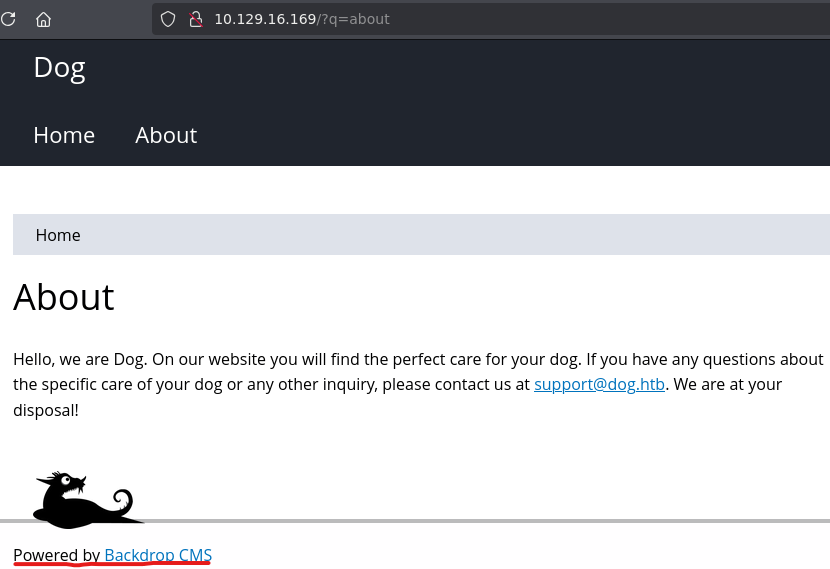 10.129.16.169/?q=about
Dog
Home About
Home
About
Hello, we are Dog. On our website you will find the perfect care for your dog. If you have any questions about
the specific care of your dog or any other inquiry, please contact us at support@dog.htb. We are at your
disposal!
Powered by Backdrop CMS